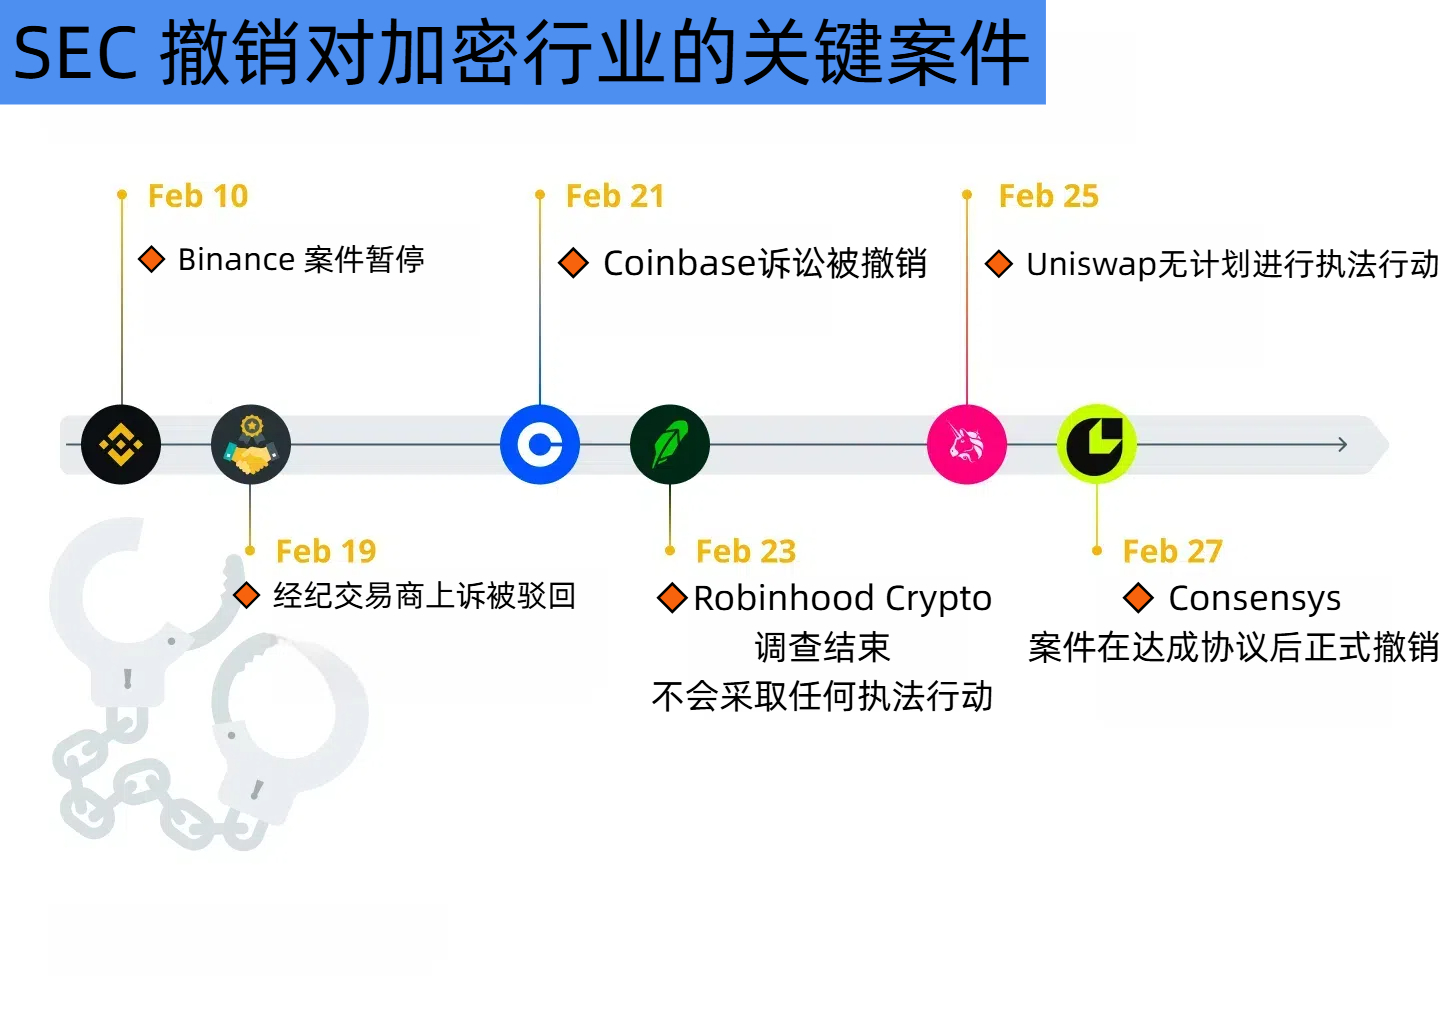 SEC 撤销对加密行业的关键案件
Feb 10
Binance 案件暂停
Feb 21
Coinbase诉讼被撤销
Feb 25
Uniswap无计划进行执法行动
Feb 19
经纪交易商上诉被驳回
Feb 23
Robinhood Crypto
调查结束
不会采取任何执法行动
Feb 27
Consensys
案件在达成协议后正式撤销